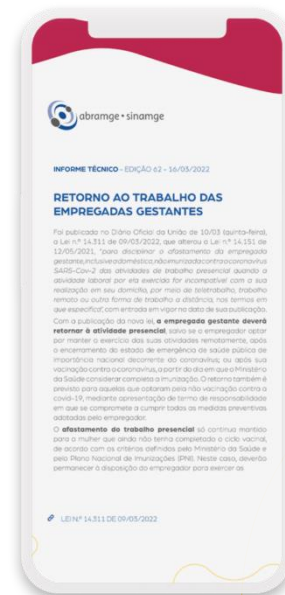 abramge • sinamge
INFORME TÉCNICO - EDIÇÃO 62 - 16/03/2022
RETORNO AO TRABALHO DAS
EMPREGADAS GESTANTES
Foi publicada no Diário Oficial da União de 10/03 (quinta-feira),
a Lei n.º 14.311 de 09/03/2022, que alterou a Lei n.º 14.151 de
12/05/2021, "para disciplinar o afastamento da empregada
gestante, inclusive a doméstica, não imunizada contra o coronavírus
SARS-Cov-2 das atividades de trabalho presencial quando a
atividade laboral por ela exercida for incompatível com a sua
realização em seu domicílio, por meio de teletrabalho, trabalho
remoto ou outra forma de trabalho a distância, nos termos em
que especifica", com entrada em vigor na data de sua publicação.
Com a publicação da nova lei, a empregada gestante deverá
retornar à atividade presencial, salvo se o empregador optar
por manter o exercício das suas atividades remotamente, após
o encerramento do estado de emergência de saúde pública de
importância nacional decorrente do coronavírus, ou após sua
vacinação contra o coronavírus, a partir do dia em que o Ministério
da Saúde considerar completa a imunização. O retorno também é
previsto para aquelas que optaram pela não vacinação contra a
covid-19, mediante apresentação de termo de responsabilidade
em que se compromete a cumprir todas as medidas preventivas
adotadas pelo empregador.
O afastamento do trabalho presencial só continua mantido
para a mulher que ainda não tenha completado o ciclo vacinal,
de acordo com os critérios definidos pelo Ministério da Saúde e
pelo Plano Nacional de Imunizações (PNI). Neste caso, deverão
permanecer à disposição do empregador para exercer as
LEI N.º 14.311 DE 09/03/2022